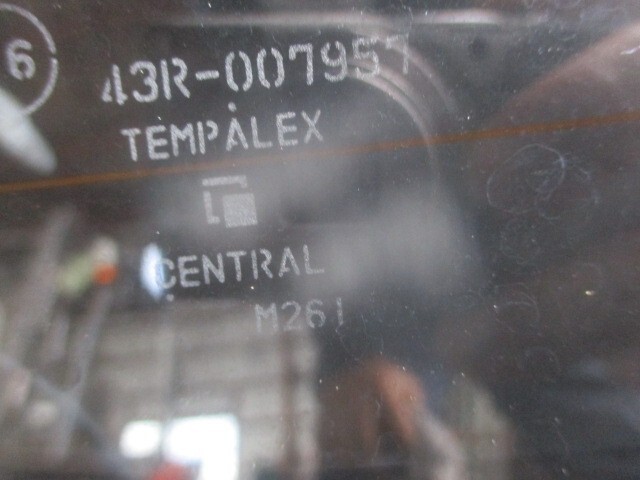 6
43R-007957
TEMPALEX
CENTRAL
M261